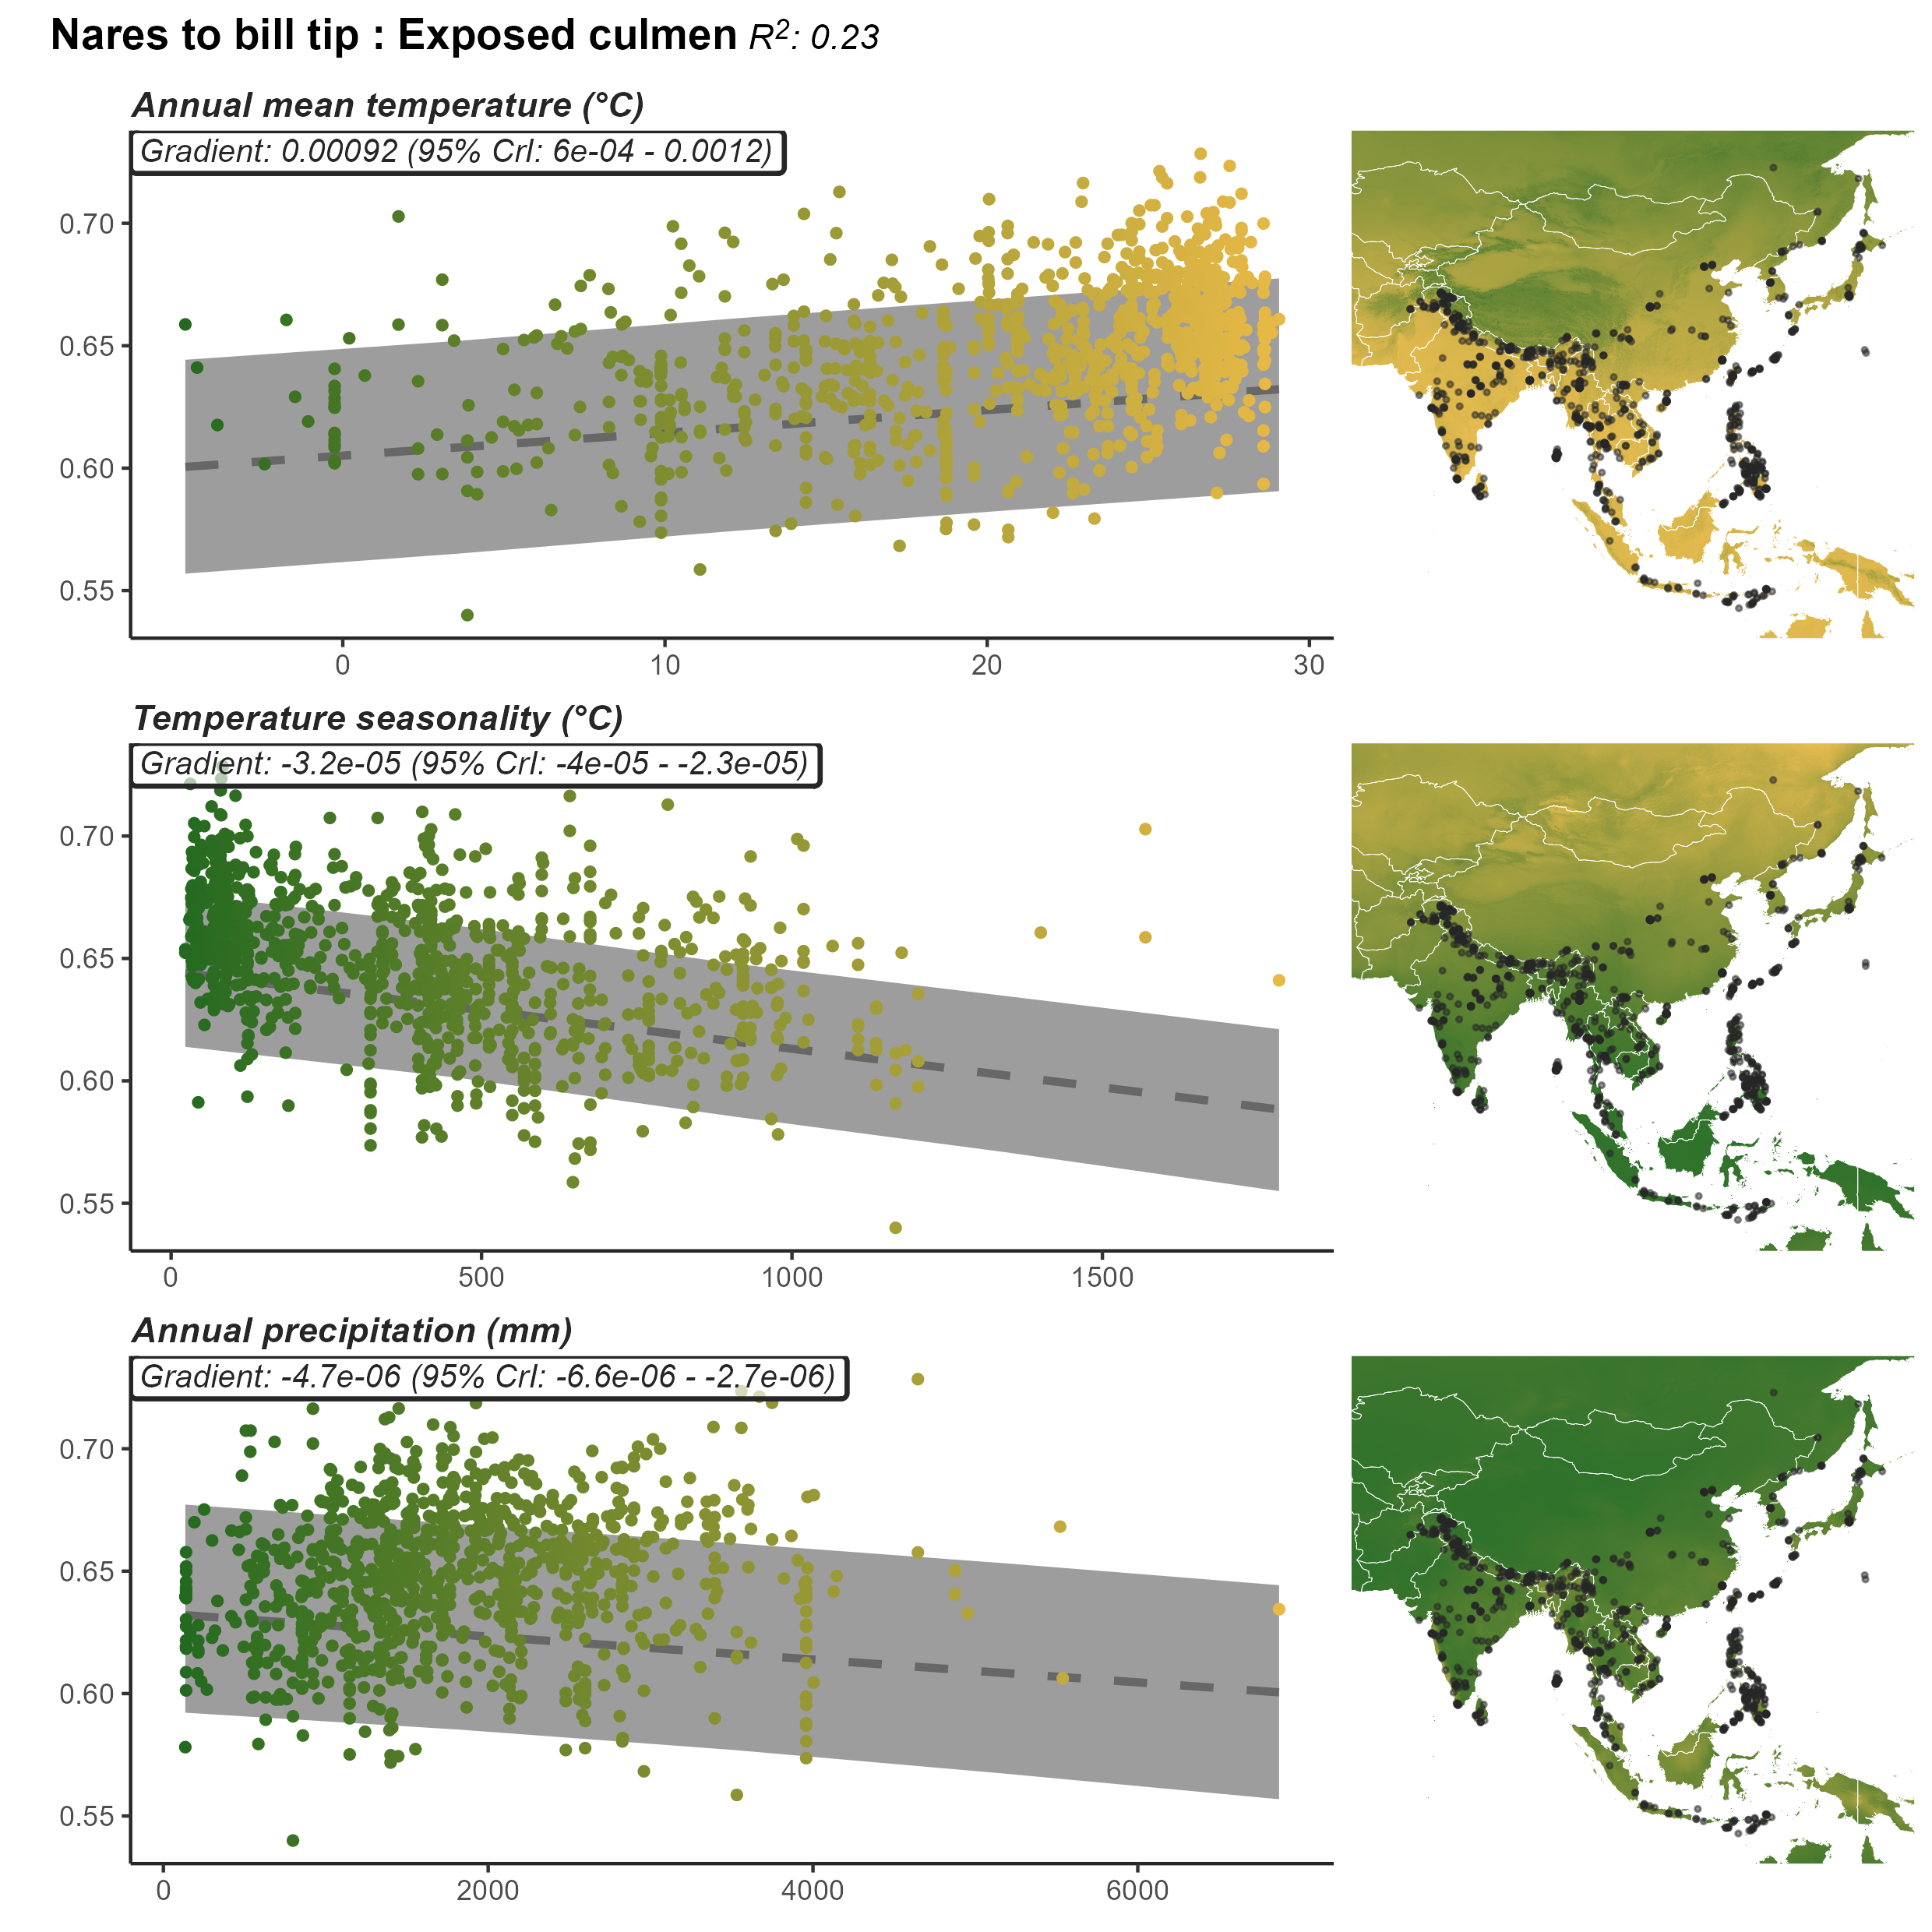 Nares to bill tip : Exposed culmen R²: 0.23
Annual mean temperature (°C)
Gradient: 0.00092 (95% CrI: 6e-04 - 0.0012)
0.70
0.65
0.60
0.55
0 10 20 30
Temperature seasonality (°C)
Gradient: -3.2e-05 (95% CrI: -4e-05 - -2.3e-05)
0.70
0.65
0.60
0.55
0 500 1000 1500
Annual precipitation (mm)
Gradient: -4.7e-06 (95% CrI: -6.6e-06 - -2.7e-06)
0.70
0.65
0.60
0.55
0 2000 4000 6000